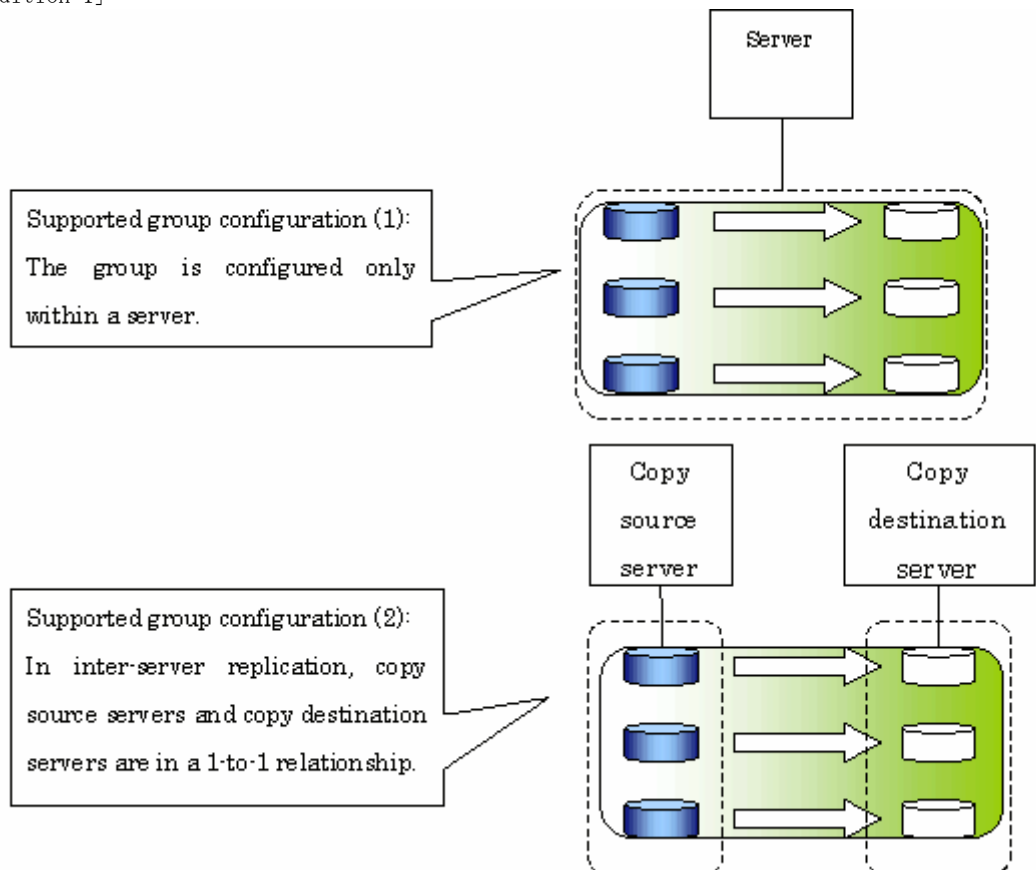 Server
Supported group configuration (1):
The group is configured only
within a server.
Copy
source
server
Copy
destination
server
Supported group configuration (2):
In inter-server replication, copy
source servers and copy destination
servers are in a 1-to-1 relationship.